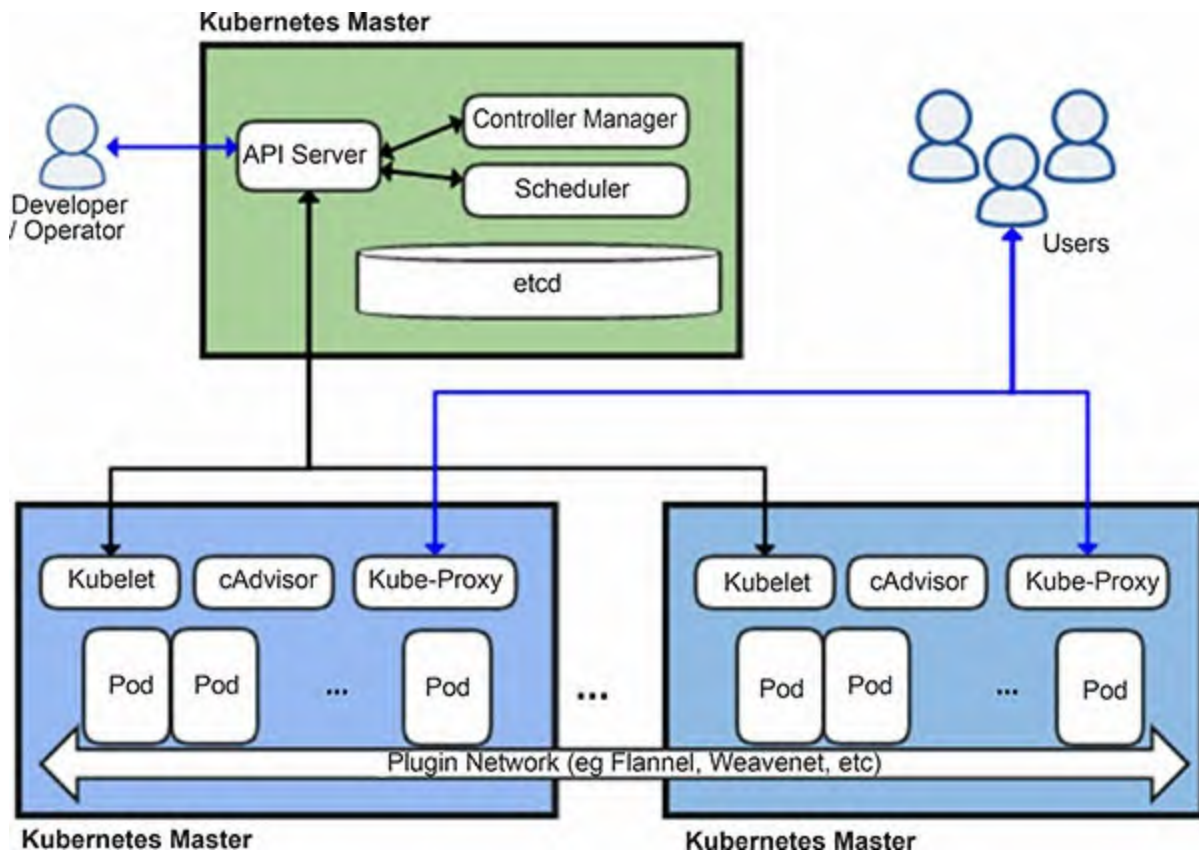 Kubernetes Master
API Server
Controller Manager
Scheduler
etcd
Developer
/ Operator
Users
Kubelet
cAdvisor
Kube-Proxy
Pod
Pod
...
Pod
...
Kubelet
cAdvisor
Kube-Proxy
Pod
Pod
...
Pod
Plugin Network (eg Flannel, Weavenet, etc)
Kubernetes Master
Kubernetes Master